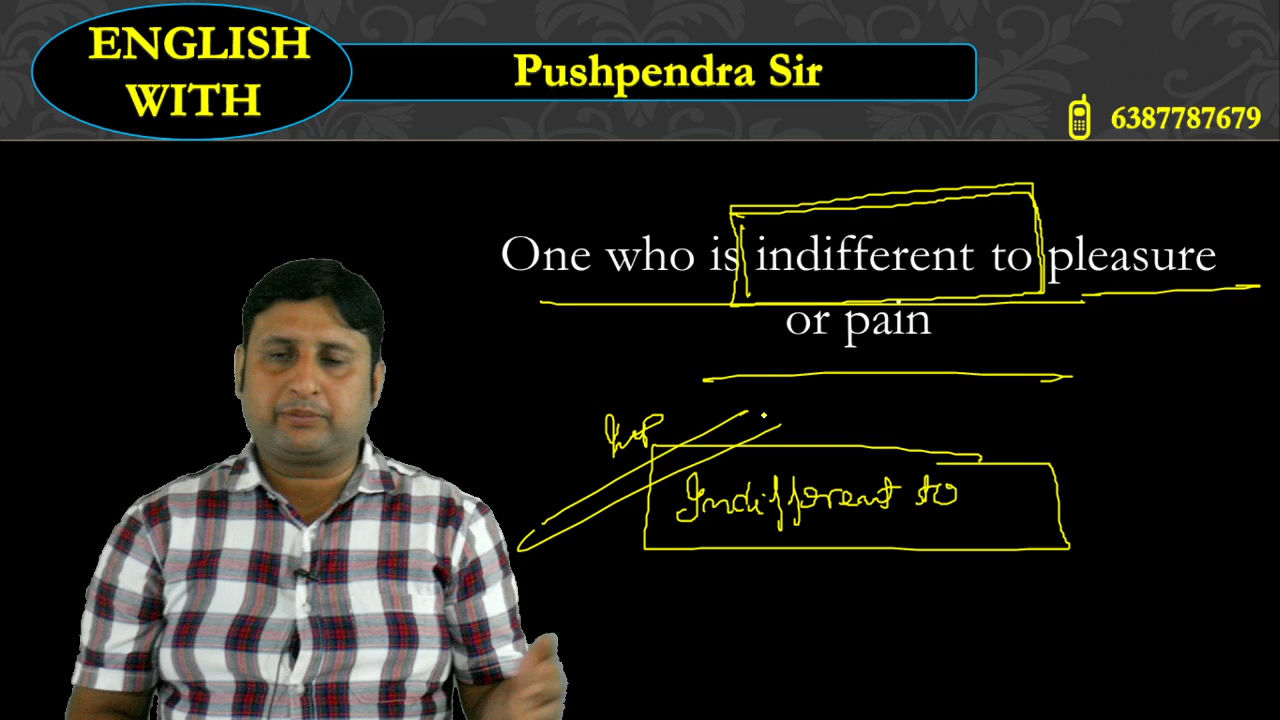 ENGLISH
WITH
Pushpendra Sir
6387787679
One who is indifferent to pleasure
or pain
Indifferent to